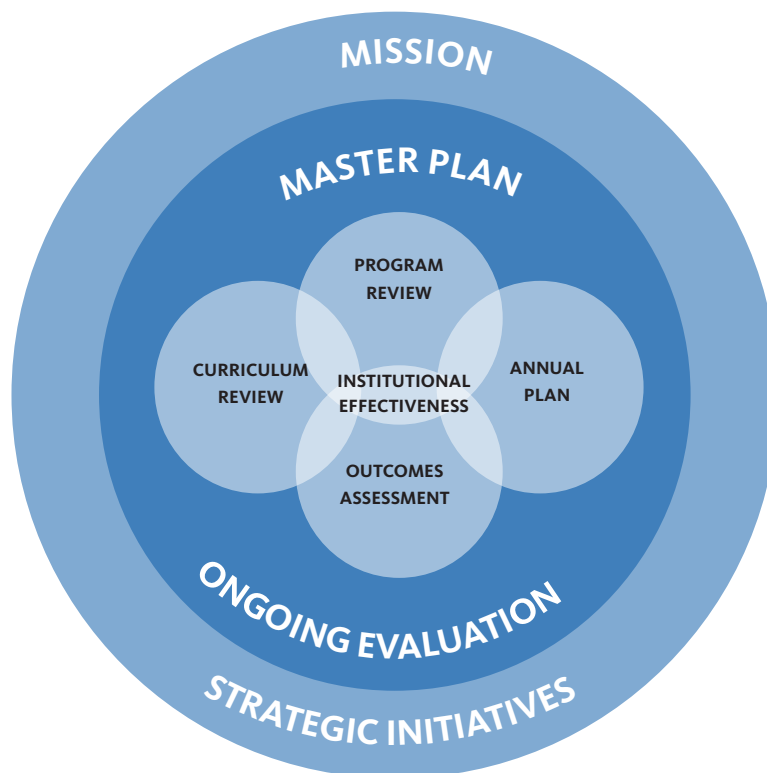 MISSION
MASTER PLAN
PROGRAM
REVIEW
CURRICULUM
REVIEW
INSTITUTIONAL
EFFECTIVENESS
ANNUAL
PLAN
OUTCOMES
ASSESSMENT
ONGOING EVALUATION
STRATEGIC INITIATIVES